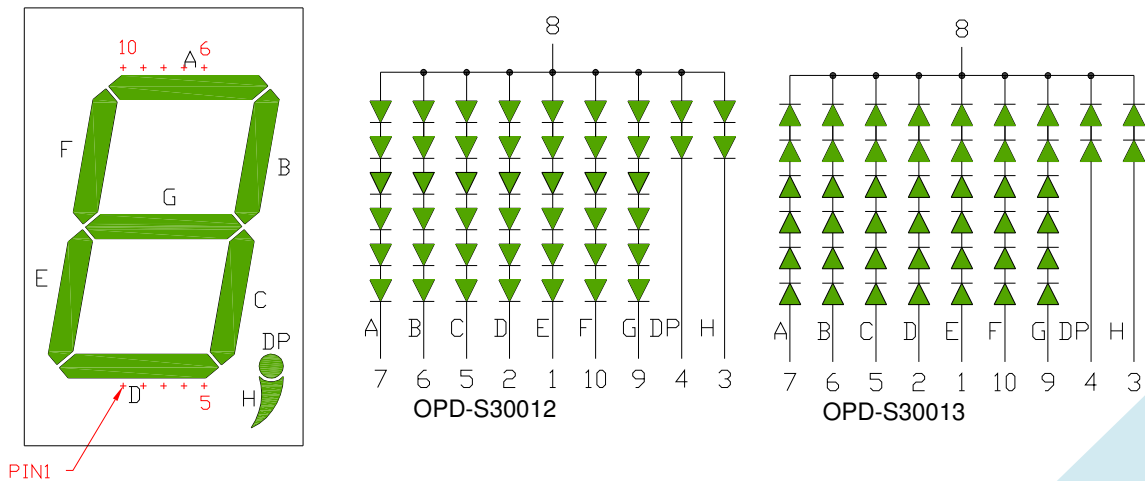 10 6
A
F
B
G
E
C
DP
D
H
5
PIN1
8
A B C D E F G DP H
7 6 5 2 1 10 9 4 3
OPD-S30012
8
A B C D E F G DP H
7 6 5 2 1 10 9 4 3
OPD-S30013